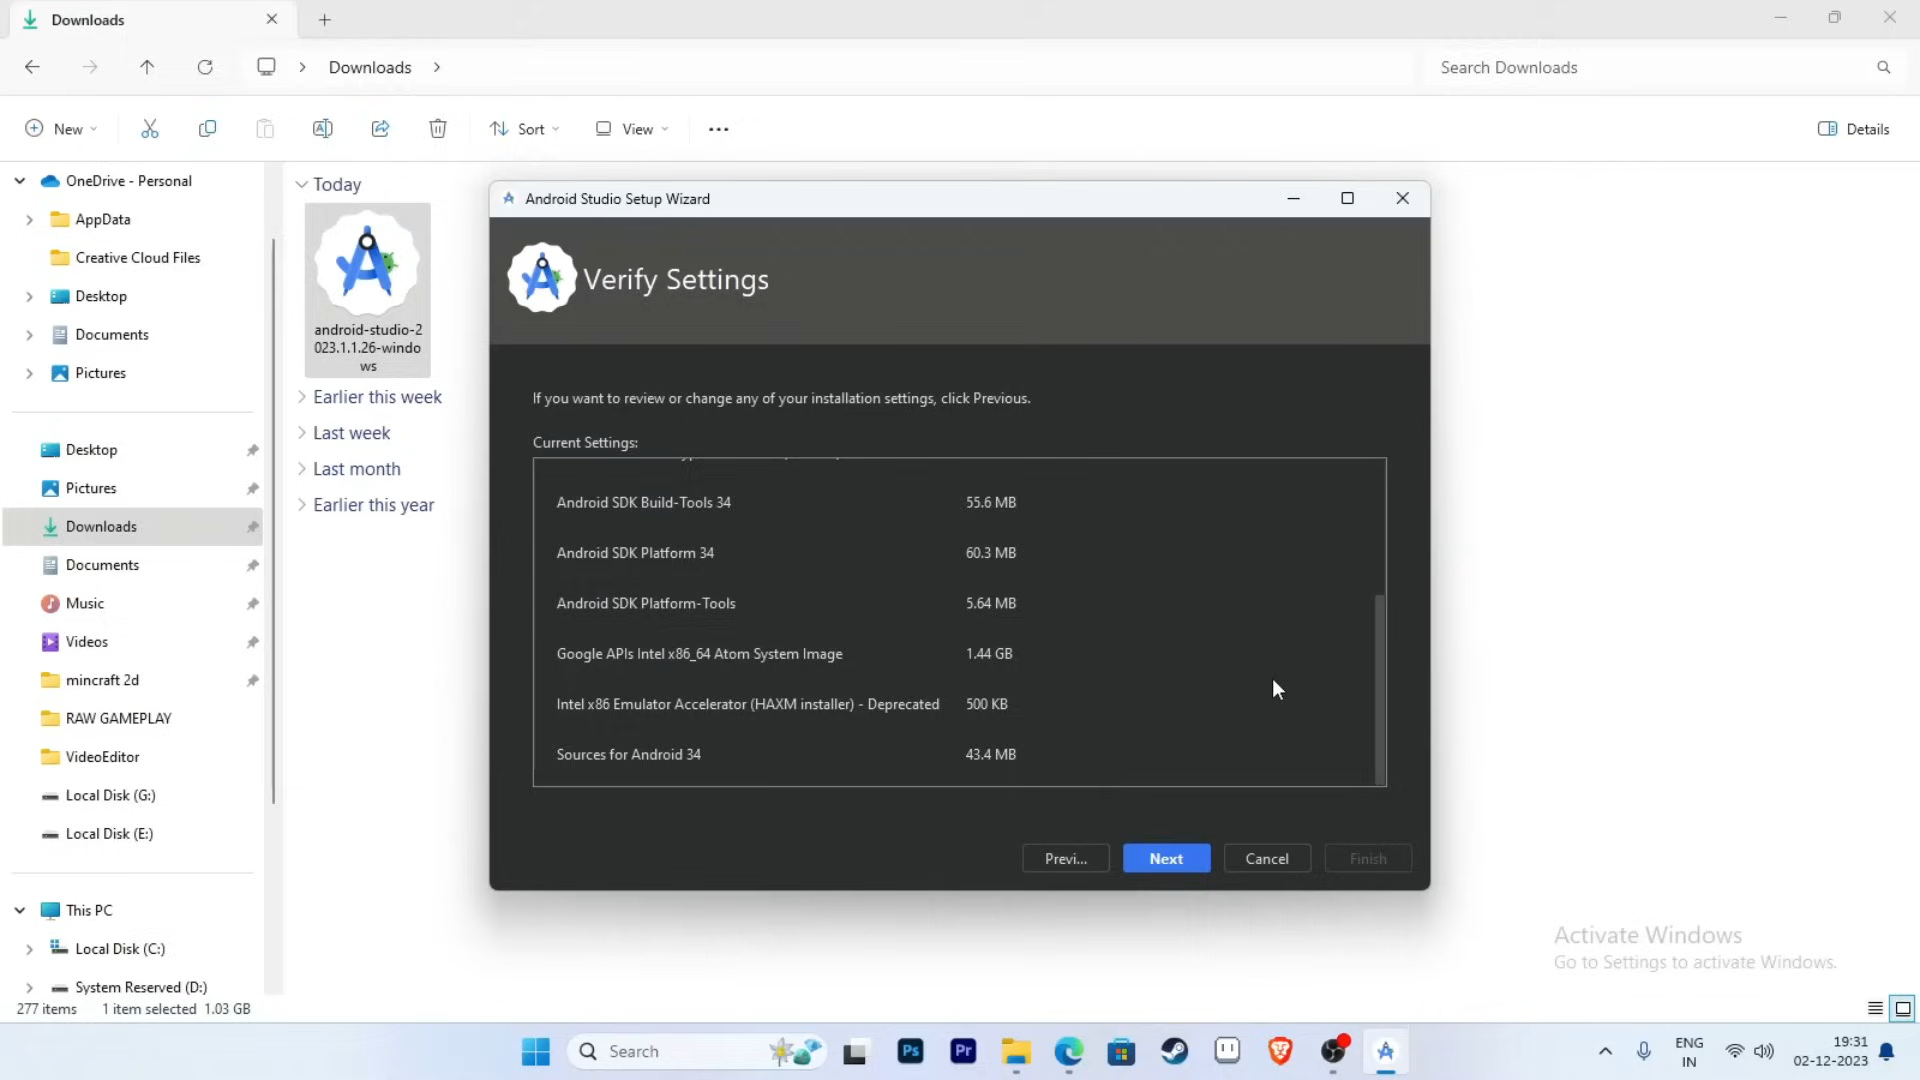 Downloads
Downloads
Search Downloads
New
Sort
View
Details
OneDrive - Personal
AppData
Creative Cloud Files
Desktop
Documents
Pictures
Desktop
Pictures
Downloads
Documents
Music
Videos
mincraft 2d
RAW GAMEPLAY
VideoEditor
Local Disk (G:)
Local Disk (E:)
This PC
Local Disk (C:)
System Reserved (D:)
277 items 1 item selected 1.03 GB
Today
android-studio-2
023.1.1.26-windo
ws
Earlier this week
Last week
Last month
Earlier this year
Android Studio Setup Wizard
Verify Settings
If you want to review or change any of your installation settings, click Previous.
Current Settings:
Android SDK Build-Tools 34 55.6 MB
Android SDK Platform 34 60.3 MB
Android SDK Platform-Tools 5.64 MB
Google APIs Intel x86_64 Atom System Image 1.44 GB
Intel x86 Emulator Accelerator (HAXM installer) - Deprecated 500 KB
Sources for Android 34 43.4 MB
Previ... Next Cancel Finish
Activate Windows
Go to Settings to activate Windows.
Search
Ps
Pr
ENG
IN
19:31
02-12-2023